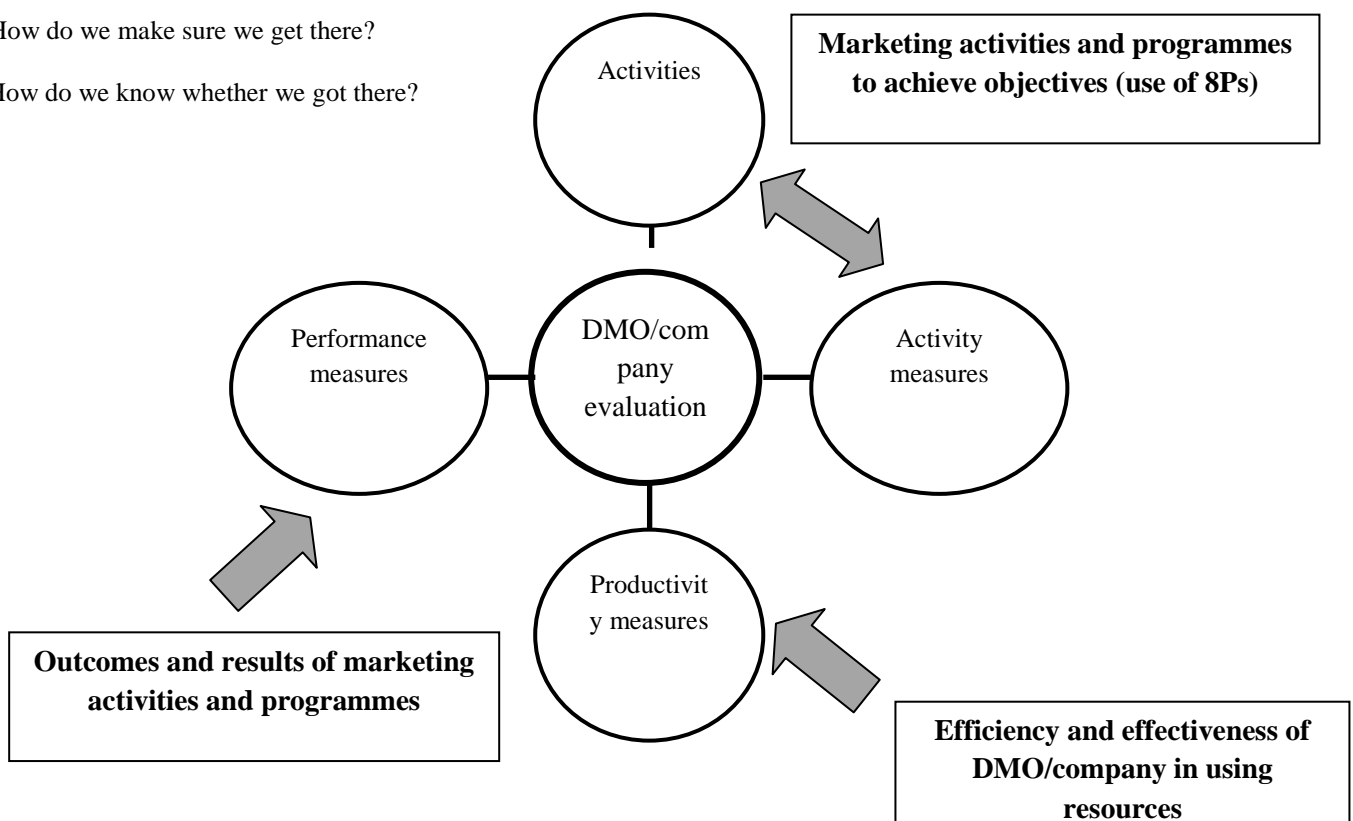 How do we make sure we get there?
How do we know whether we got there?
Activities
Marketing activities and programmes
to achieve objectives (use of 8Ps)
Performance
measures
DMO/com
pany
evaluation
Activity
measures
Productivit
y measures
Outcomes and results of marketing
activities and programmes
Efficiency and effectiveness of
DMO/company in using
resources